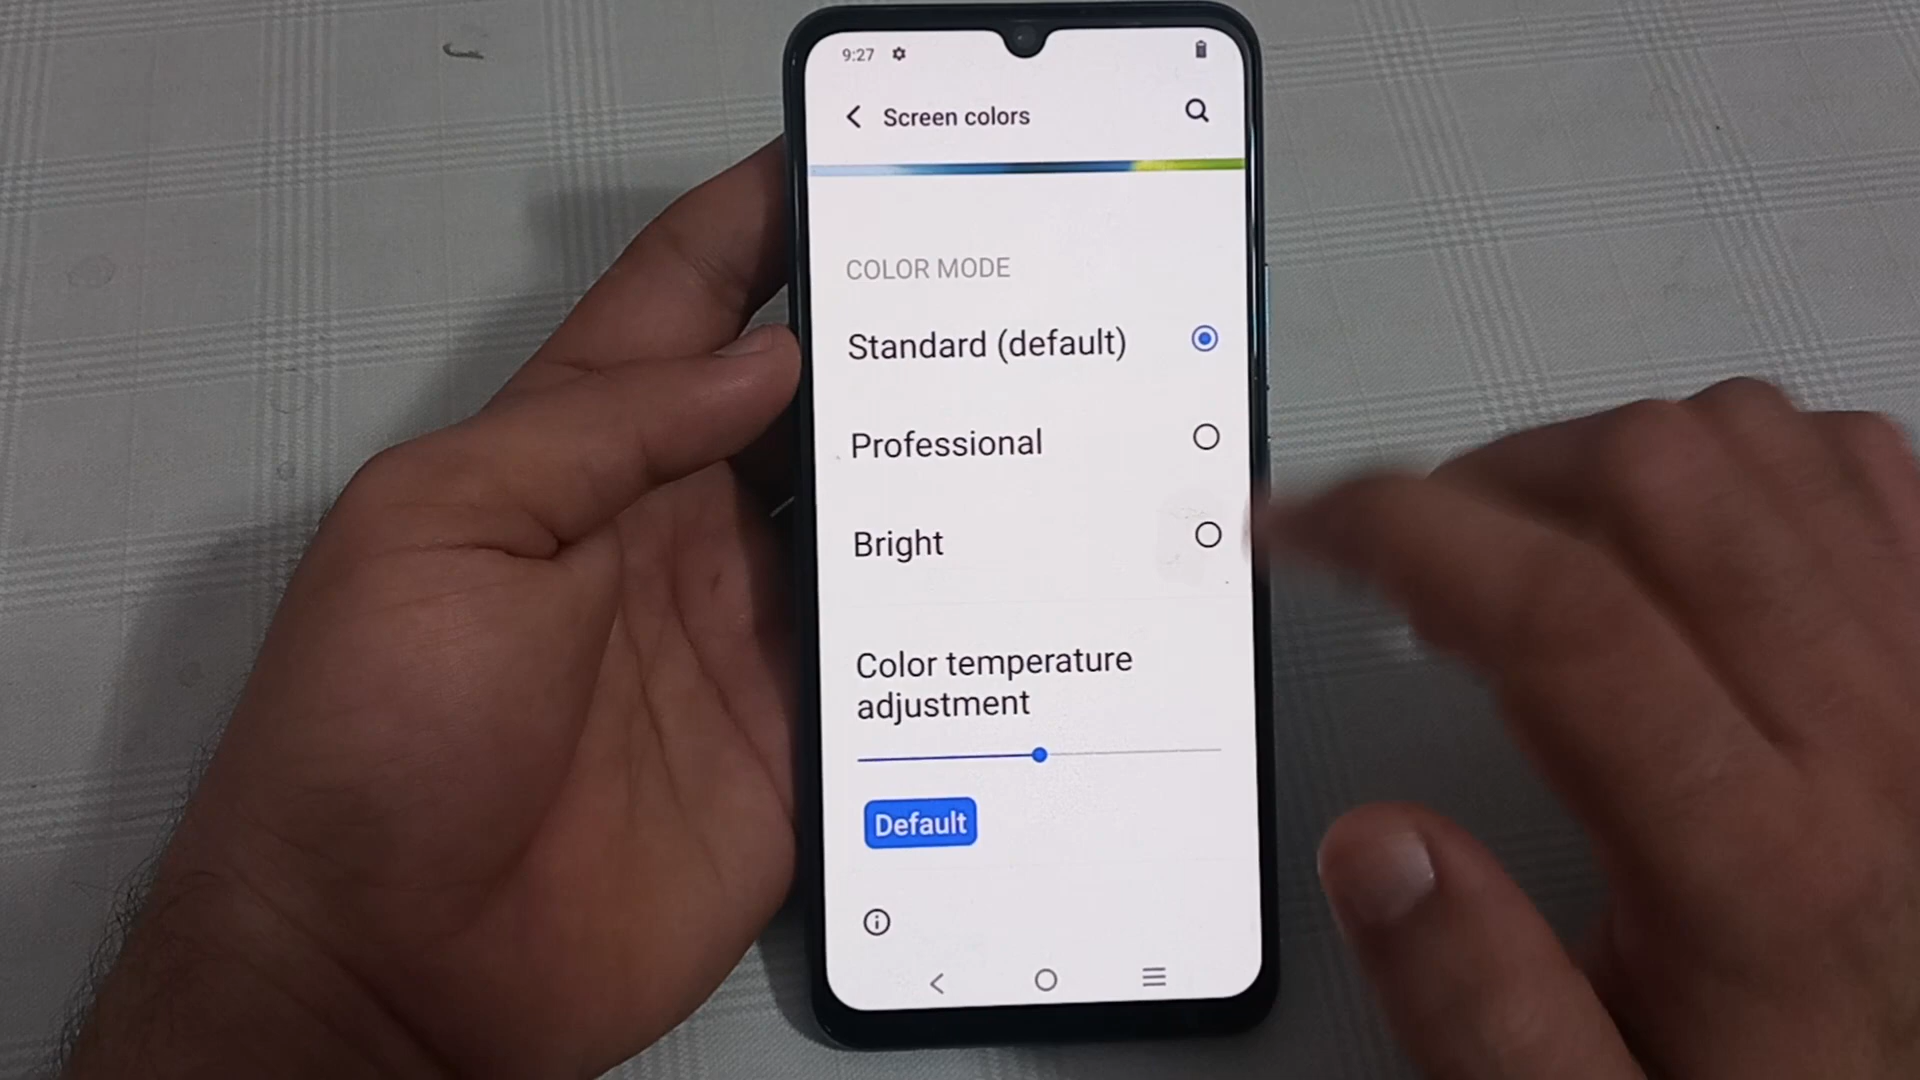 9:27
Screen colors
COLOR MODE
Standard (default)
Professional
Bright
Color temperature
adjustment
Default